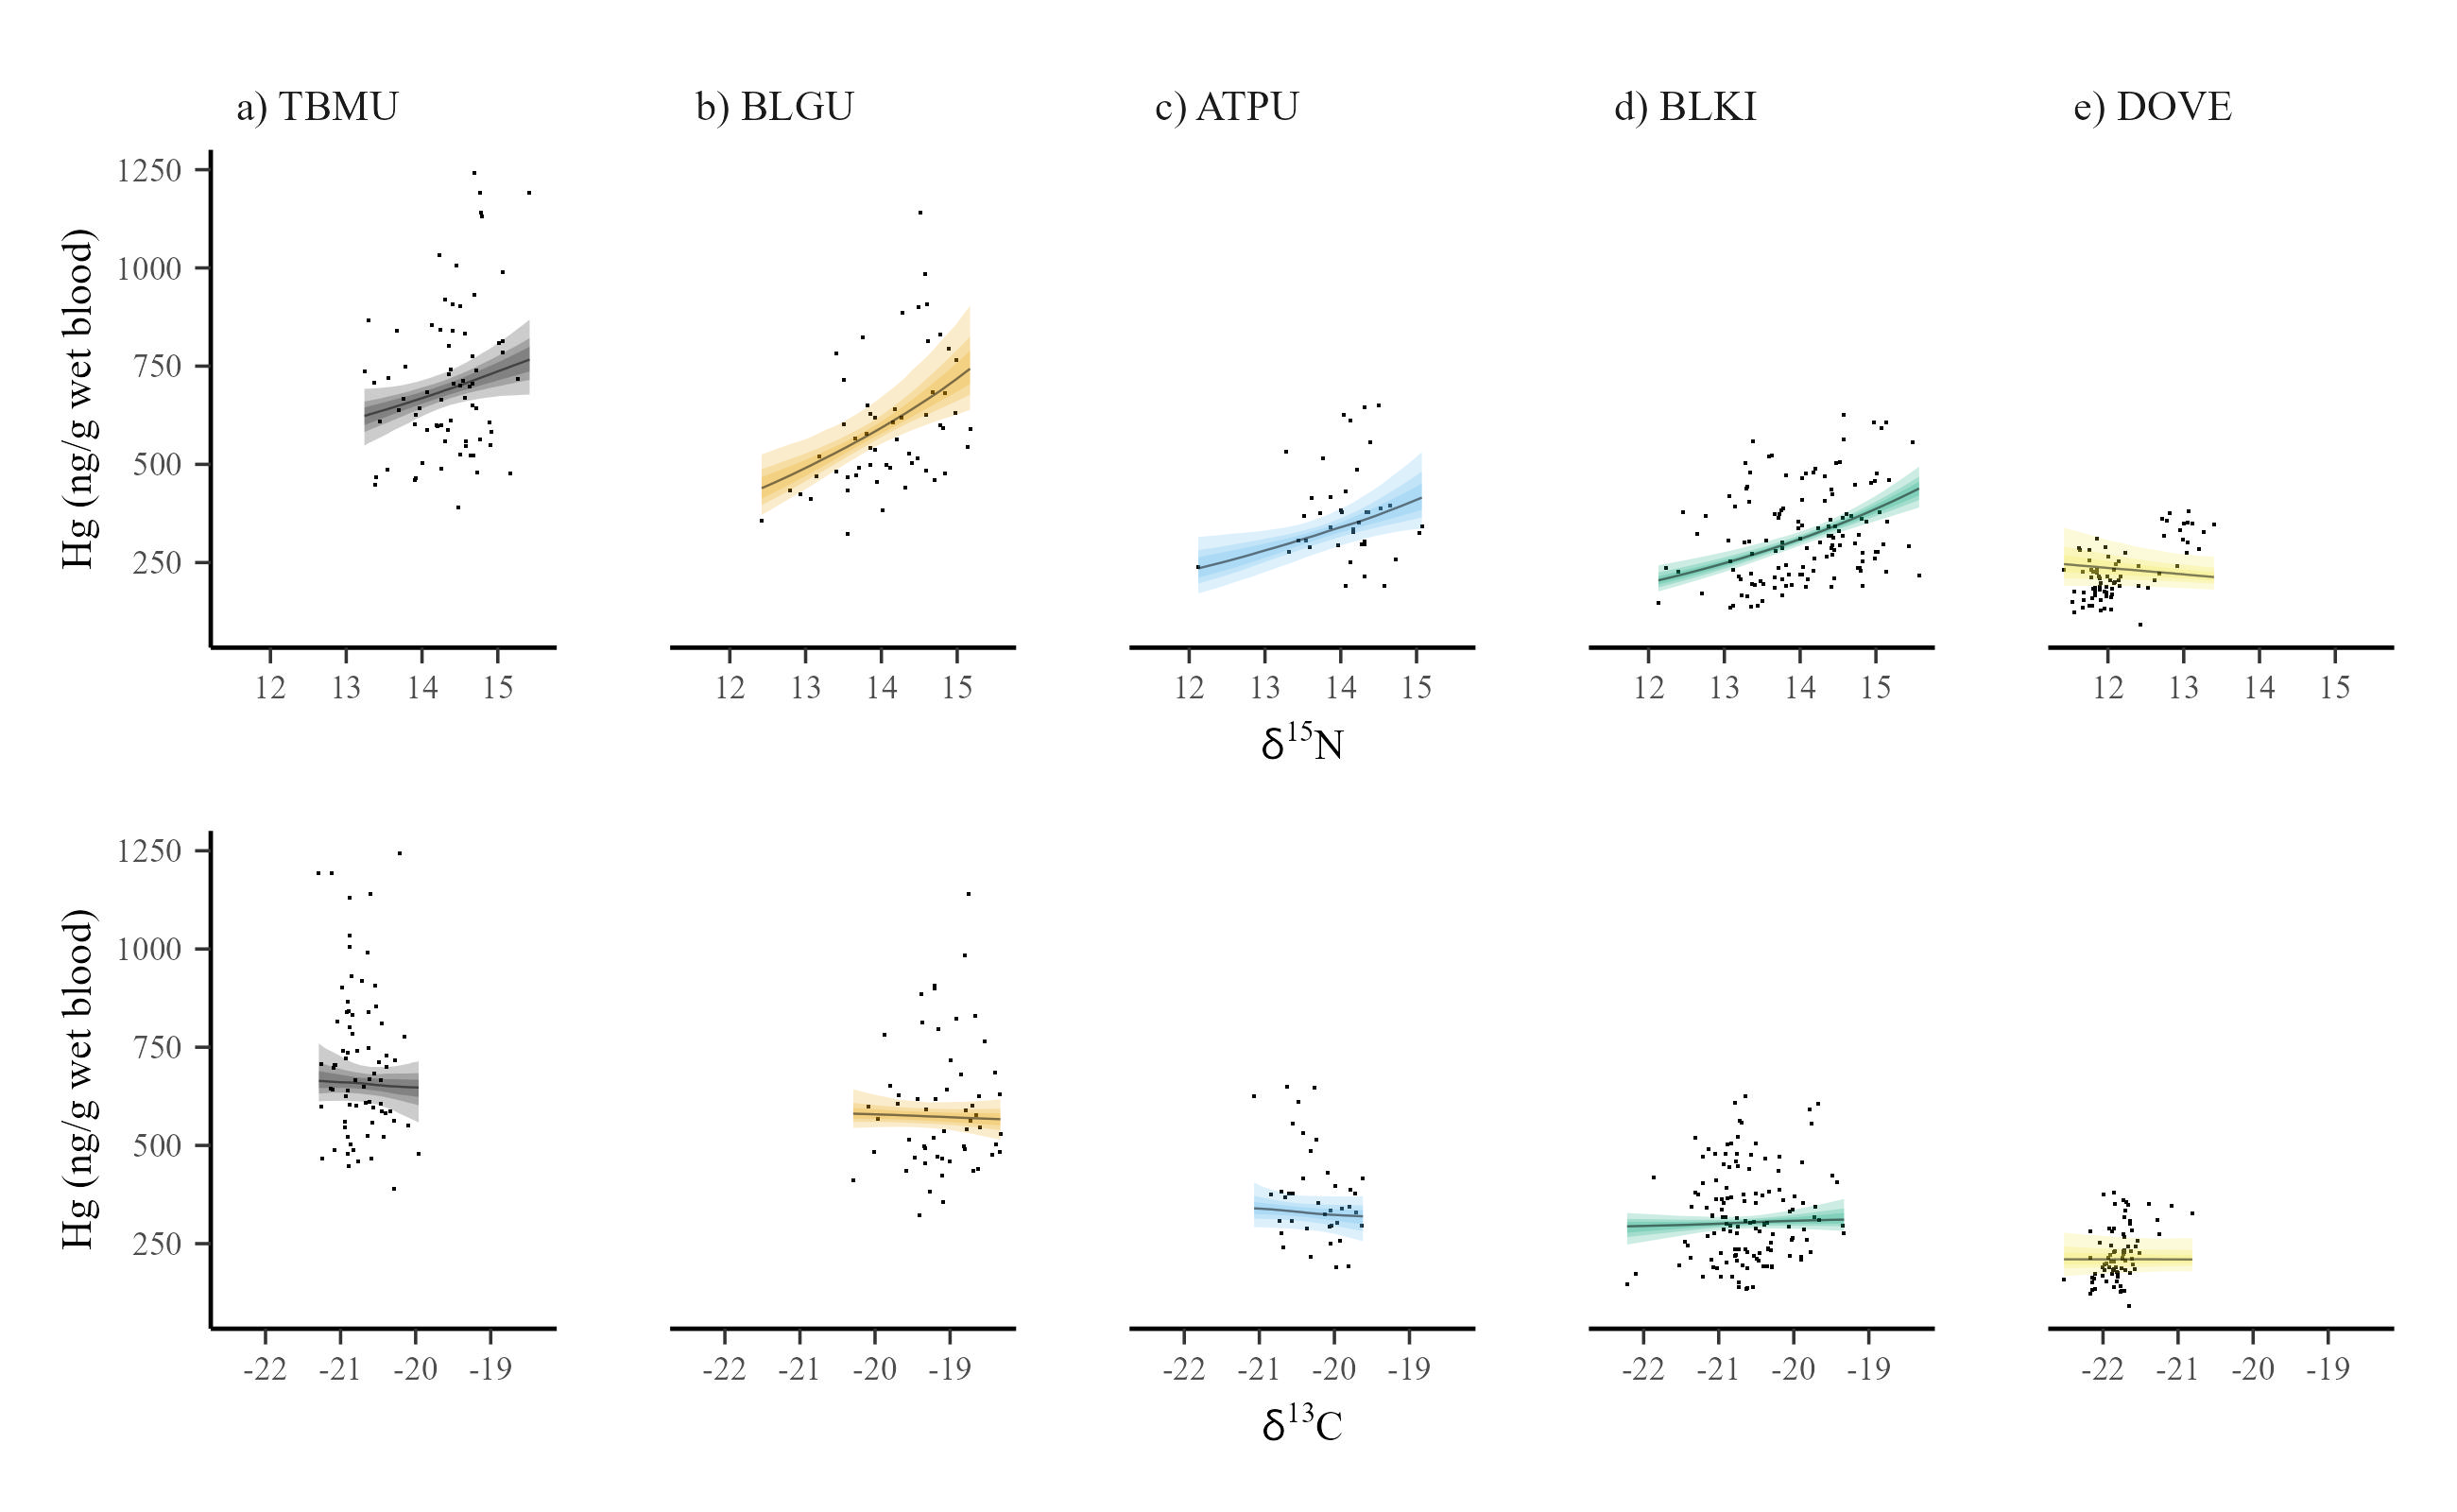 a) TBMU b) BLGU c) ATPU d) BLKI e) DOVE
Hg (ng/g wet blood)
1250
1000
750
500
250
12 13 14 15 12 13 14 15 12 13 14 15 12 13 14 15 12 13 14 15
δ¹⁵N
Hg (ng/g wet blood)
1250
1000
750
500
250
-22 -21 -20 -19 -22 -21 -20 -19 -22 -21 -20 -19 -22 -21 -20 -19 -22 -21 -20 -19
δ¹³C